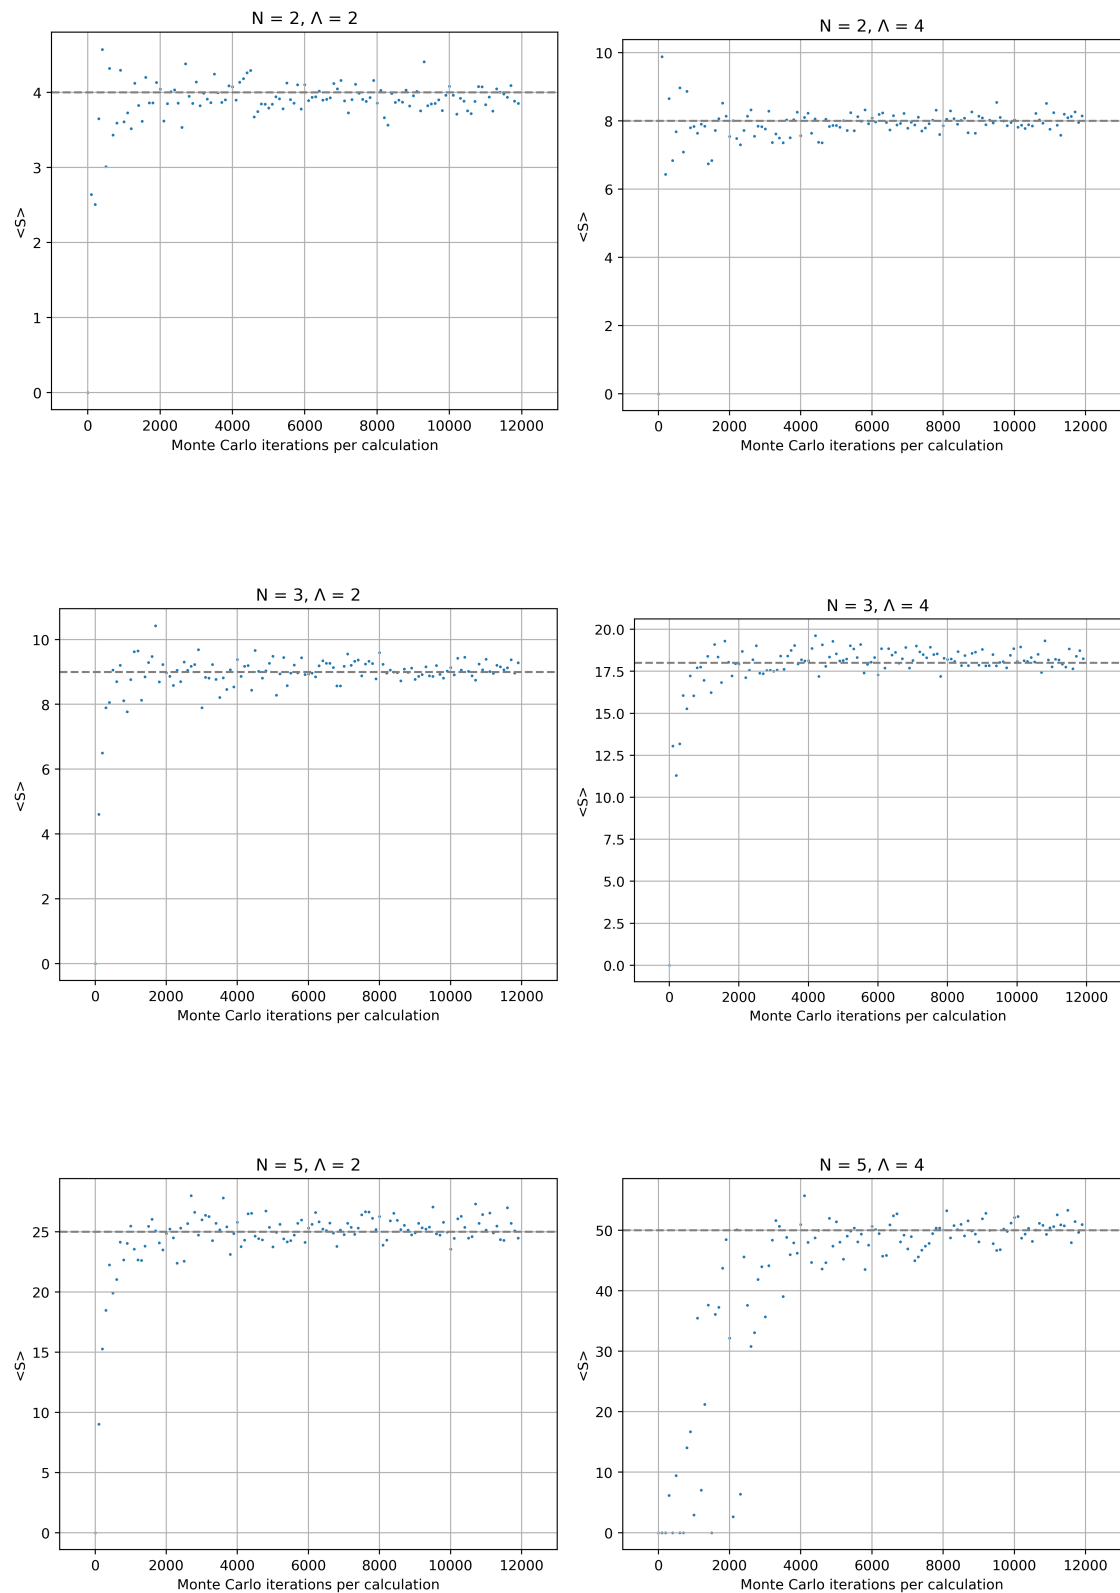 N = 2, Λ = 2
4
3
2
1
0
<S>
0 2000 4000 6000 8000 10000 12000
Monte Carlo iterations per calculation
N = 2, Λ = 4
10
8
6
4
2
0
<S>
0 2000 4000 6000 8000 10000 12000
Monte Carlo iterations per calculation
N = 3, Λ = 2
10
8
6
4
2
0
<S>
0 2000 4000 6000 8000 10000 12000
Monte Carlo iterations per calculation
N = 3, Λ = 4
20.0
17.5
15.0
12.5
10.0
7.5
5.0
2.5
0.0
<S>
0 2000 4000 6000 8000 10000 12000
Monte Carlo iterations per calculation
N = 5, Λ = 2
25
20
15
10
5
0
<S>
0 2000 4000 6000 8000 10000 12000
Monte Carlo iterations per calculation
N = 5, Λ = 4
50
40
30
20
10
0
<S>
0 2000 4000 6000 8000 10000 12000
Monte Carlo iterations per calculation